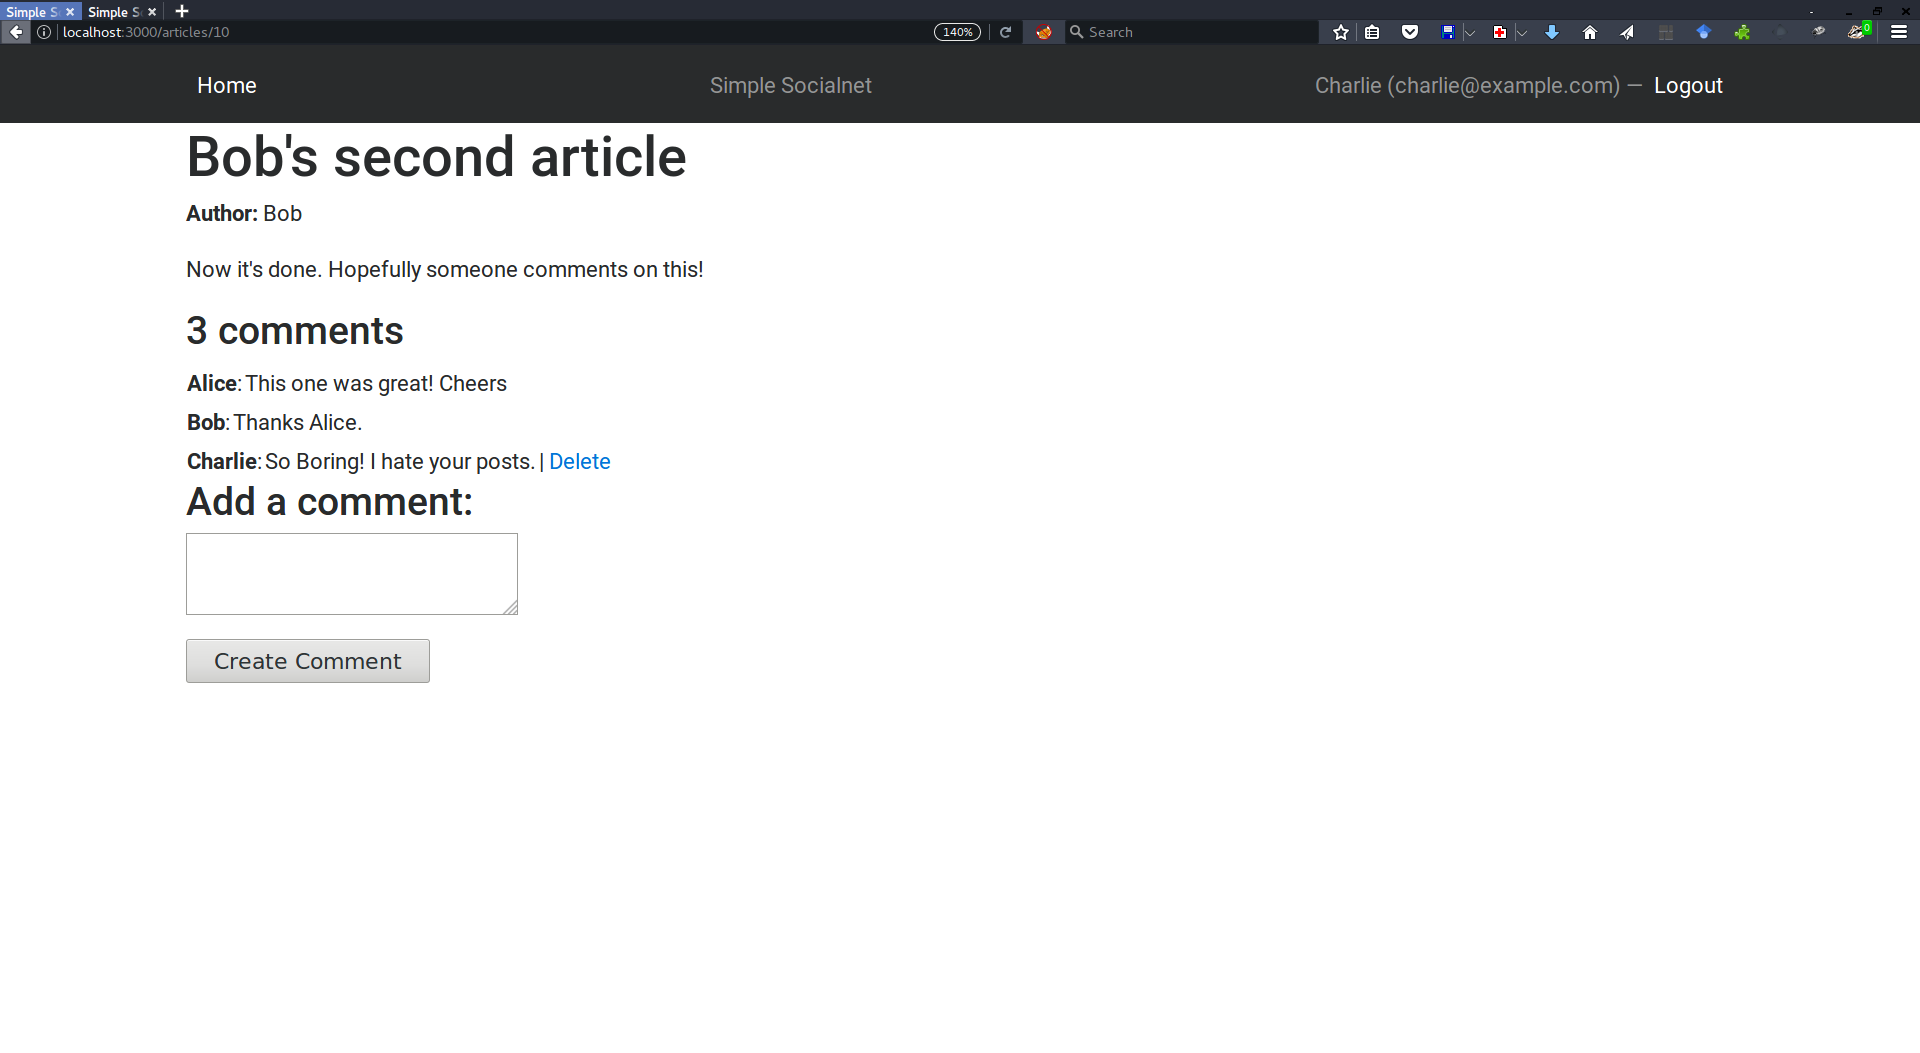 Simple S
Simple S
localhost:3000/articles/10
140%
Search
0
Home
Simple Socialnet
Charlie (charlie@example.com) — Logout
Bob's second article
Author: Bob
Now it's done. Hopefully someone comments on this!
3 comments
Alice: This one was great! Cheers
Bob: Thanks Alice.
Charlie: So Boring! I hate your posts. | Delete
Add a comment:
Create Comment